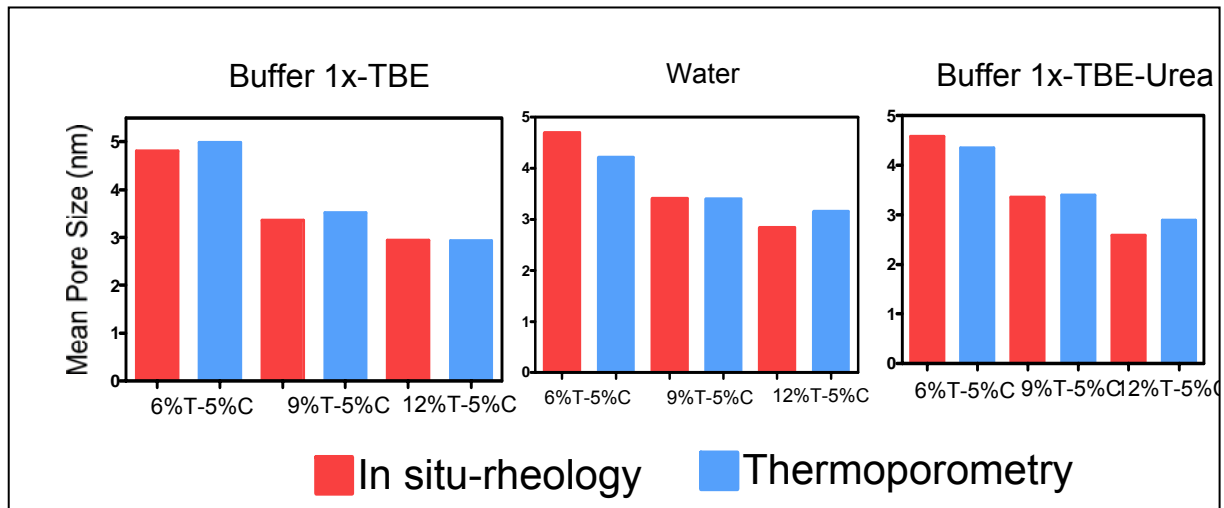 Buffer 1x-TBE
Water
Buffer 1x-TBE-Urea
Mean Pore Size (nm)
5
4
3
2
1
0
6%T-5%C 9%T-5%C 12%T-5%C
5
4
3
2
1
0
6%T-5%C 9%T-5%C 12%T-5%C
5
4
3
2
1
0
6%T-5%C 9%T-5%C 12%T-5%C
In situ-rheology Thermoporometry